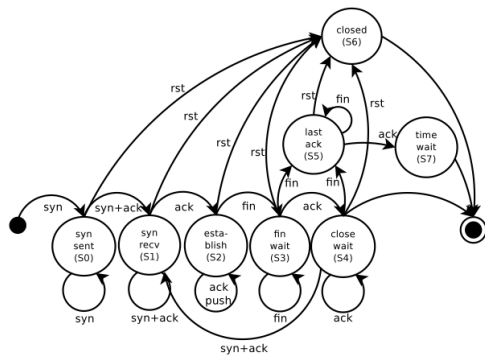 closed
(S6)
rst
rst
rst
rst
rst
rst
fin
last
ack
(S5)
ack
time
wait
(S7)
fin
fin
syn
syn+ack
ack
fin
ack
syn
sent
(S0)
syn
recv
(S1)
esta-
blish
(S2)
fin
wait
(S3)
close
wait
(S4)
ack
push
syn
syn+ack
fin
ack
syn+ack